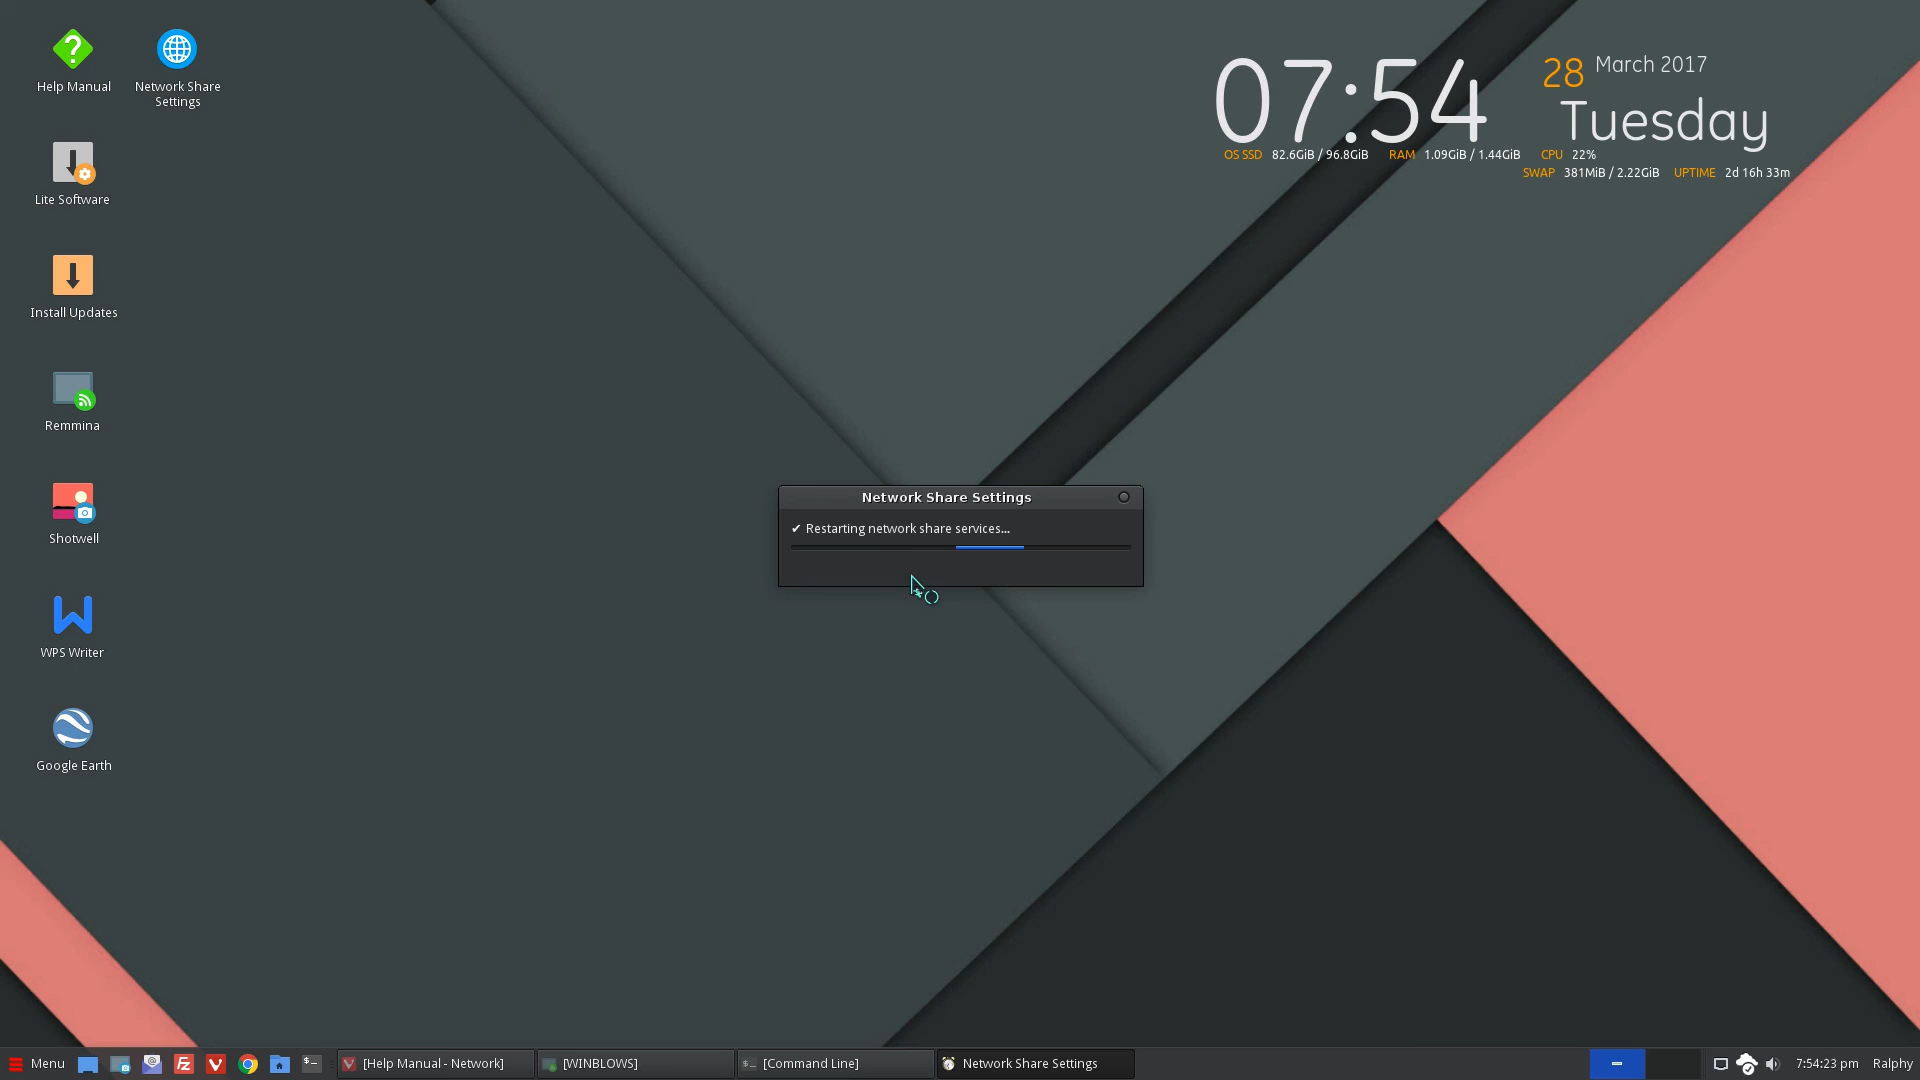 Help Manual
Network Share
Settings
Lite Software
Install Updates
Remmina
Shotwell
WPS Writer
Google Earth
07:54
28 March 2017
Tuesday
OS SSD 82.6GiB / 96.8GiB RAM 1.09GiB / 1.44GiB CPU 22%
SWAP 381MiB / 2.22GiB UPTIME 2d 16h 33m
Network Share Settings
✔ Restarting network share services...
Menu
[Help Manual - Network]
[WINBLOWS]
[Command Line]
Network Share Settings
7:54:23 pm
Ralphy